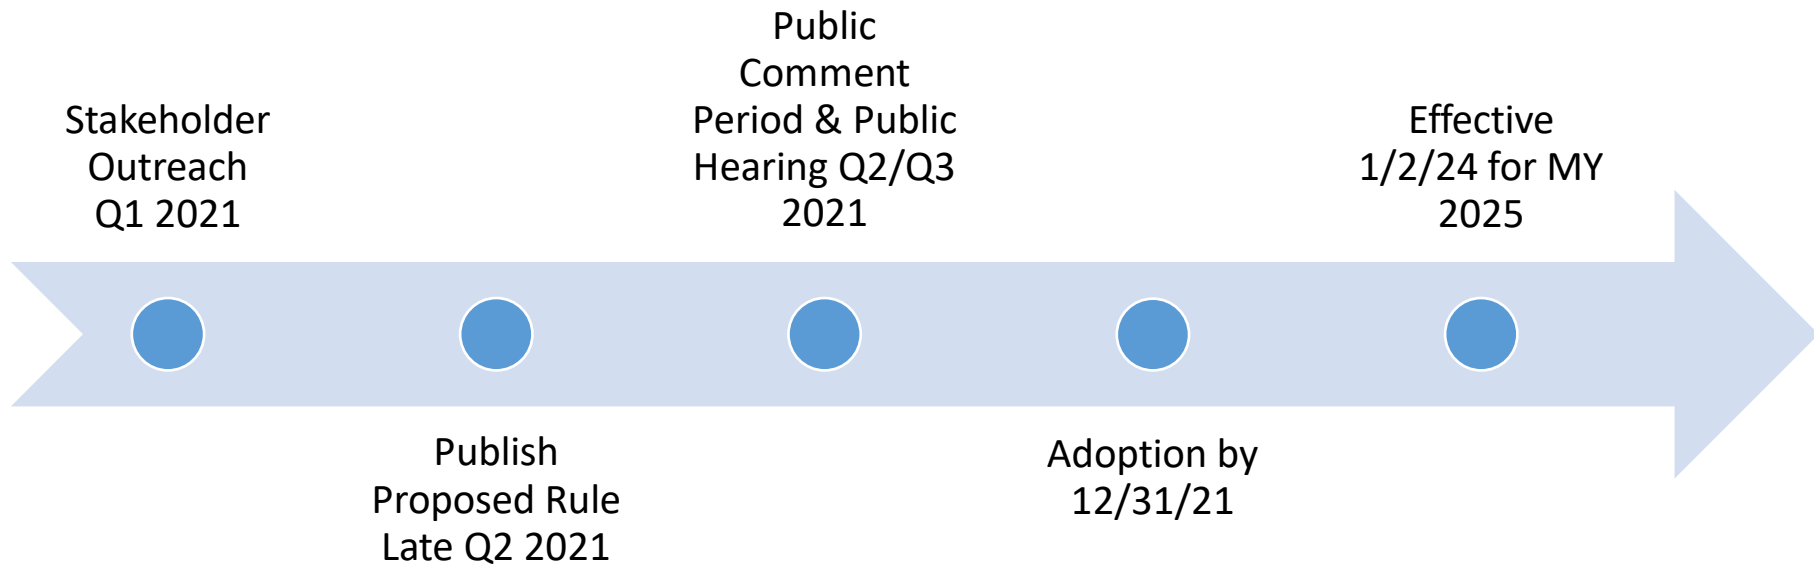 Stakeholder
Outreach
Q1 2021
Publish
Proposed Rule
Late Q2 2021
Public
Comment
Period & Public
Hearing Q2/Q3
2021
Adoption by
12/31/21
Effective
1/2/24 for MY
2025